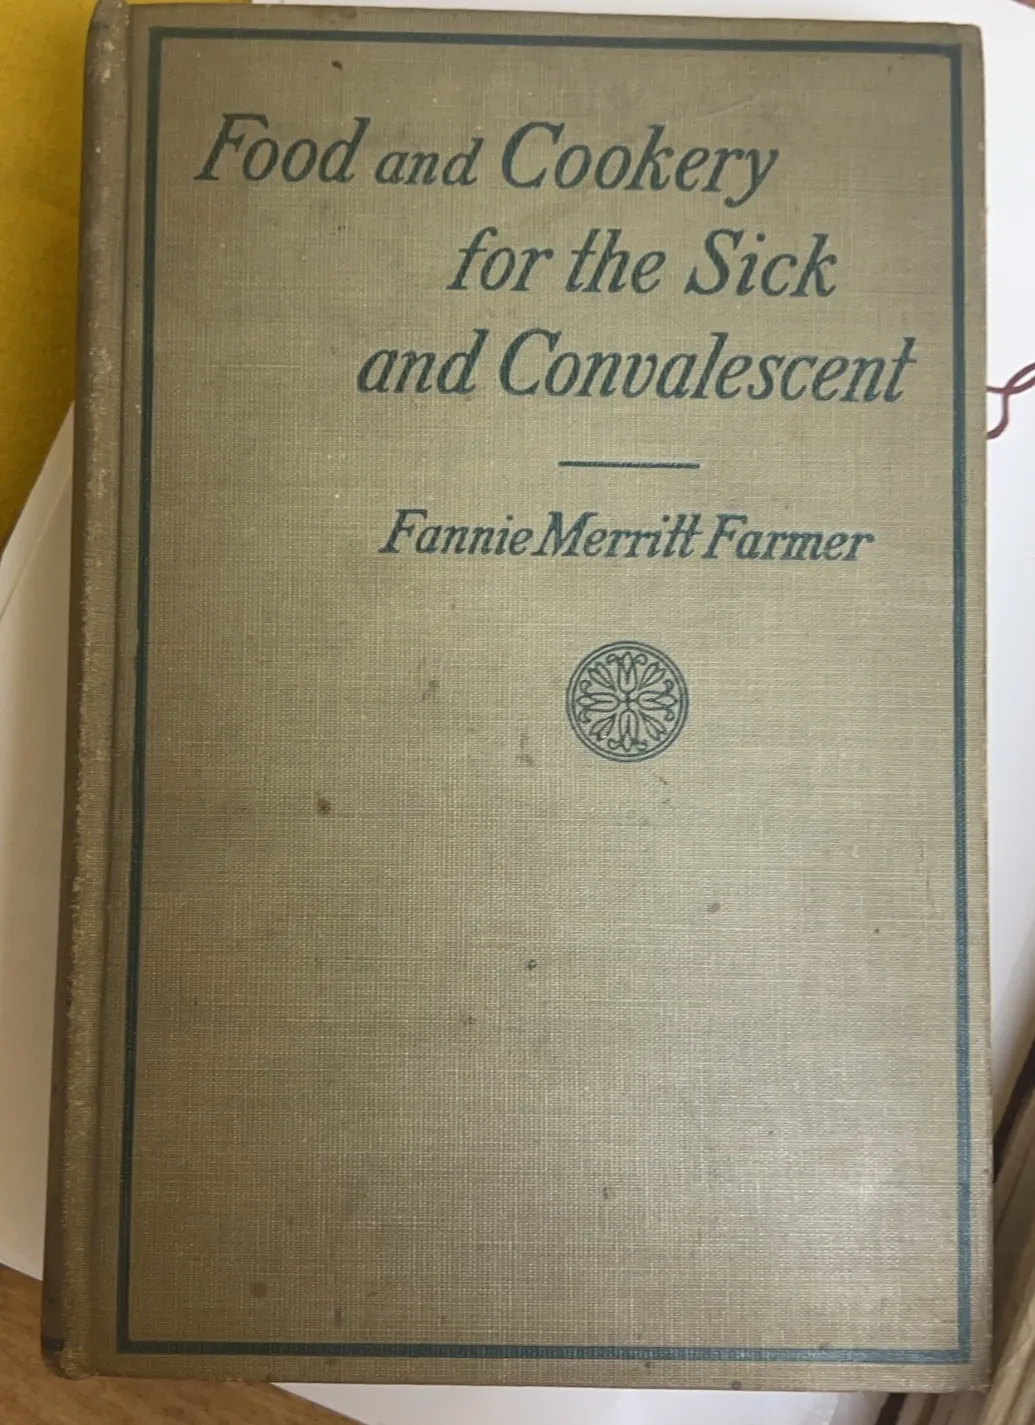 Food and Cookery
for the Sick
and Convalescent
Fannie Merritt Farmer